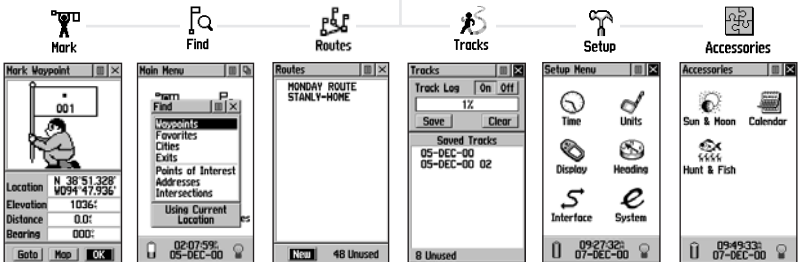 Mark
Find
Routes
Tracks
Setup
Accessories
Mark Waypoint
001
Location
N 38°51.328'
W094°47.936'
Elevation 1036
Distance 0.0
Bearing 000
Goto Map OK
Main Menu
Find
Waypoints
Favorites
Cities
Exits
Points of Interest
Addresses
Intersections
Using Current
Location
es
02:07:59
05-DEC-00
Routes
MONDAY ROUTE
STANLY-HOME
New 48 Unused
Tracks
Track Log On Off
1%
Save Clear
Saved Tracks
05-DEC-00
05-DEC-00 02
8 Unused
Setup Menu
Time Units
Display Heading
Interface System
09:27:32
07-DEC-00
Accessories
Sun & Moon Calendar
Hunt & Fish
09:49:33
07-DEC-00